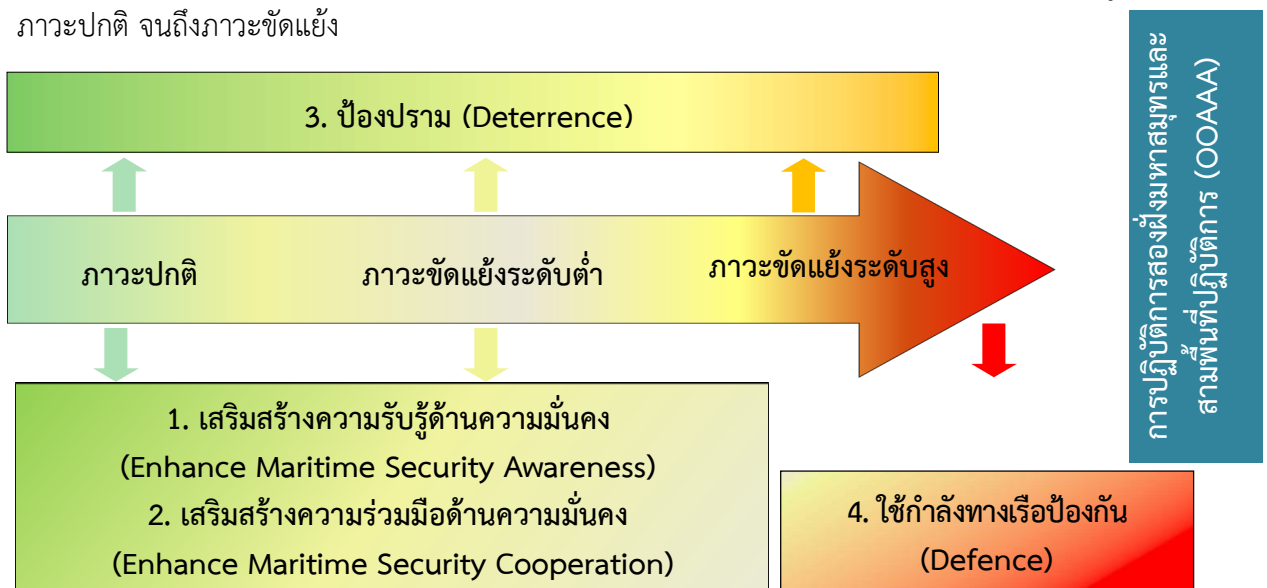 ภาวะปกติ จนถึงภาวะขัดแย้ง
3. ป้องปราม (Deterrence)
ภาวะปกติ
ภาวะขัดแย้งระดับต่ำ
ภาวะขัดแย้งระดับสูง
1. เสริมสร้างความรับรู้ด้านความมั่นคง
(Enhance Maritime Security Awareness)
2. เสริมสร้างความร่วมมือด้านความมั่นคง
(Enhance Maritime Security Cooperation)
4. ใช้กำลังทางเรือป้องกัน
(Defence)
การปฏิบัติการสองฝั่งมหาสมุทรและ
สามพื้นที่ปฏิบัติการ (OOAAA)